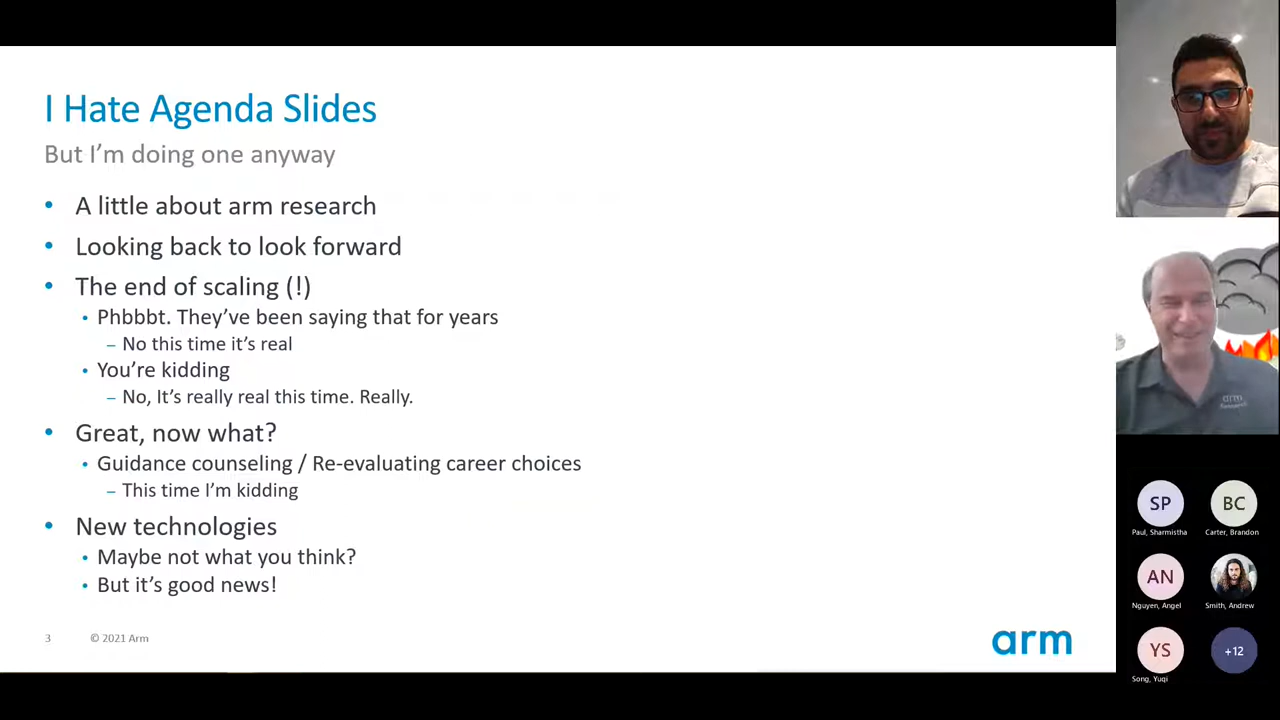 I Hate Agenda Slides
But I'm doing one anyway
• A little about arm research
• Looking back to look forward
• The end of scaling (!)
• Phbbbt. They've been saying that for years
– No this time it's real
• You're kidding
– No, It's really real this time. Really.
• Great, now what?
• Guidance counseling / Re-evaluating career choices
– This time I'm kidding
• New technologies
• Maybe not what you think?
• But it's good news!
3 © 2021 Arm
arm
arm
Research
SP BC
Paul, Sharmistha Carter, Brandon
AN
Nguyen, Angel Smith, Andrew
YS +12
Song, Yuqi